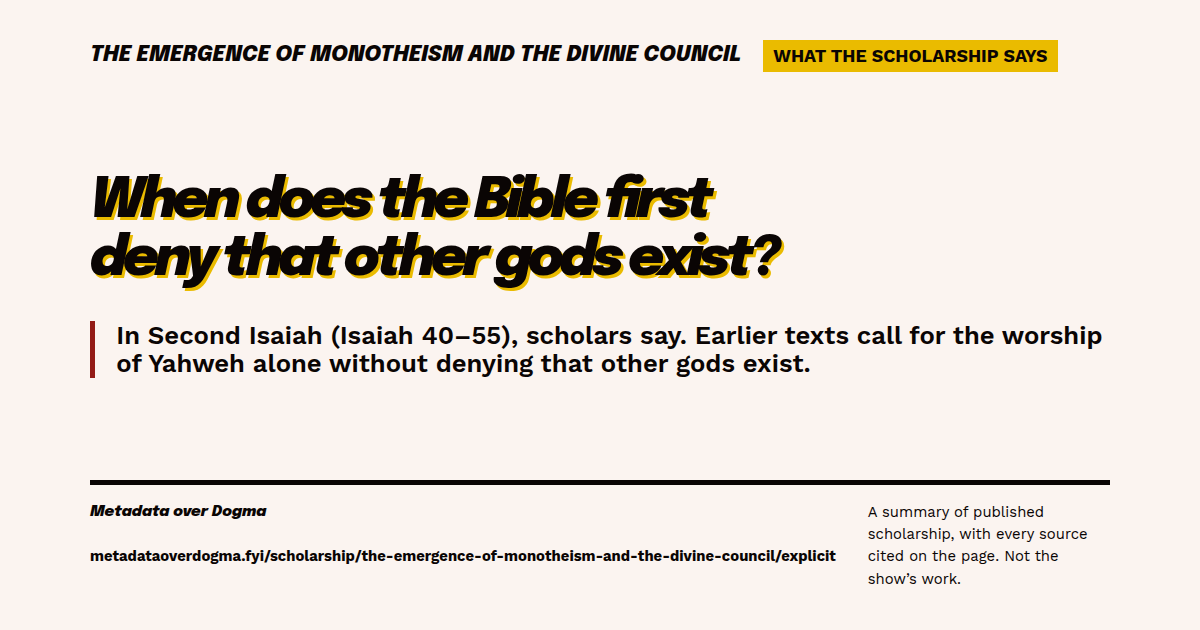 THE EMERGENCE OF MONOTHEISM AND THE DIVINE COUNCIL
WHAT THE SCHOLARSHIP SAYS
When does the Bible first
deny that other gods exist?
In Second Isaiah (Isaiah 40–55), scholars say. Earlier texts call for the worship
of Yahweh alone without denying that other gods exist.
Metadata over Dogma
metadataoverdogma.fyi/scholarship/the-emergence-of-monotheism-and-the-divine-council/explicit
A summary of published
scholarship, with every source
cited on the page. Not the
show’s work.